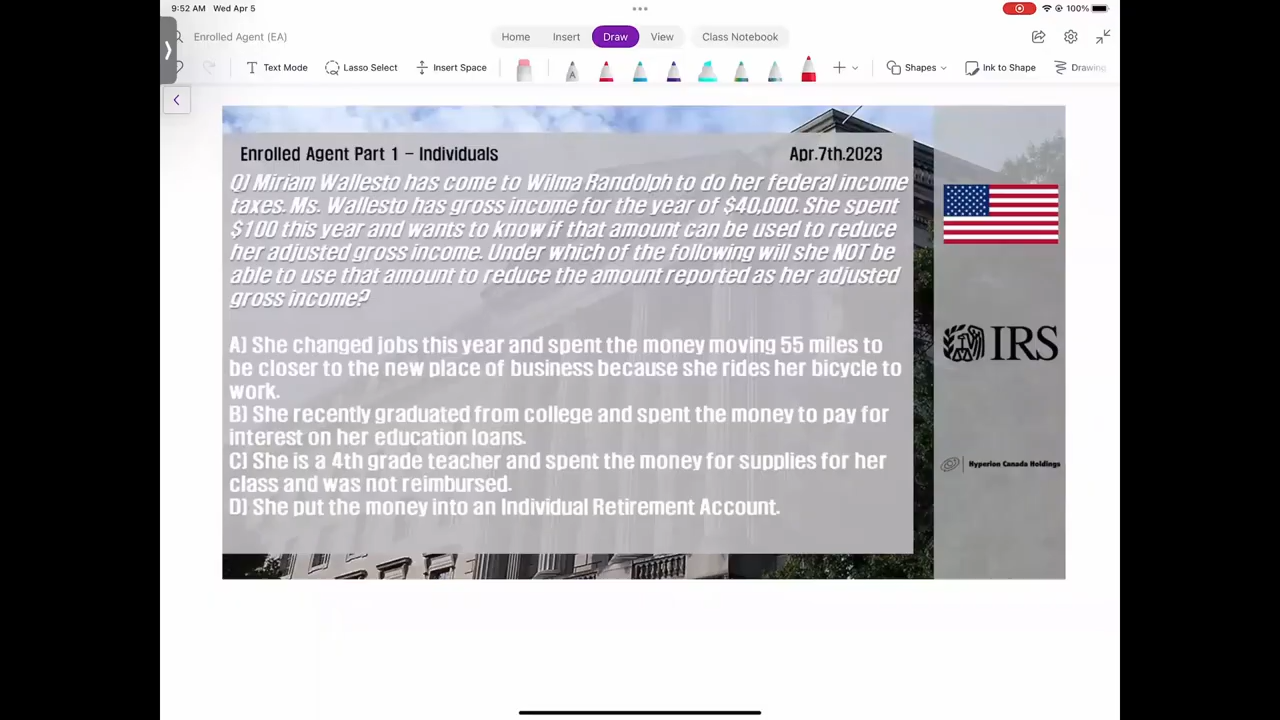 9:52 AM Wed Apr 5
100%
Enrolled Agent (EA)
Home Insert Draw View Class Notebook
Text Mode Lasso Select Insert Space Shapes Ink to Shape Drawing
Enrolled Agent Part 1 – Individuals Apr.7th.2023
Q) Miriam Wallesto has come to Wilma Randolph to do her federal income
taxes. Ms. Wallesto has gross income for the year of $40,000. She spent
$100 this year and wants to know if that amount can be used to reduce
her adjusted gross income. Under which of the following will she NOT be
able to use that amount to reduce the amount reported as her adjusted
gross income?
A) She changed jobs this year and spent the money moving 55 miles to
be closer to the new place of business because she rides her bicycle to
work.
B) She recently graduated from college and spent the money to pay for
interest on her education loans.
C) She is a 4th grade teacher and spent the money for supplies for her
class and was not reimbursed.
D) She put the money into an Individual Retirement Account.
IRS
Hyperion Canada Holdings